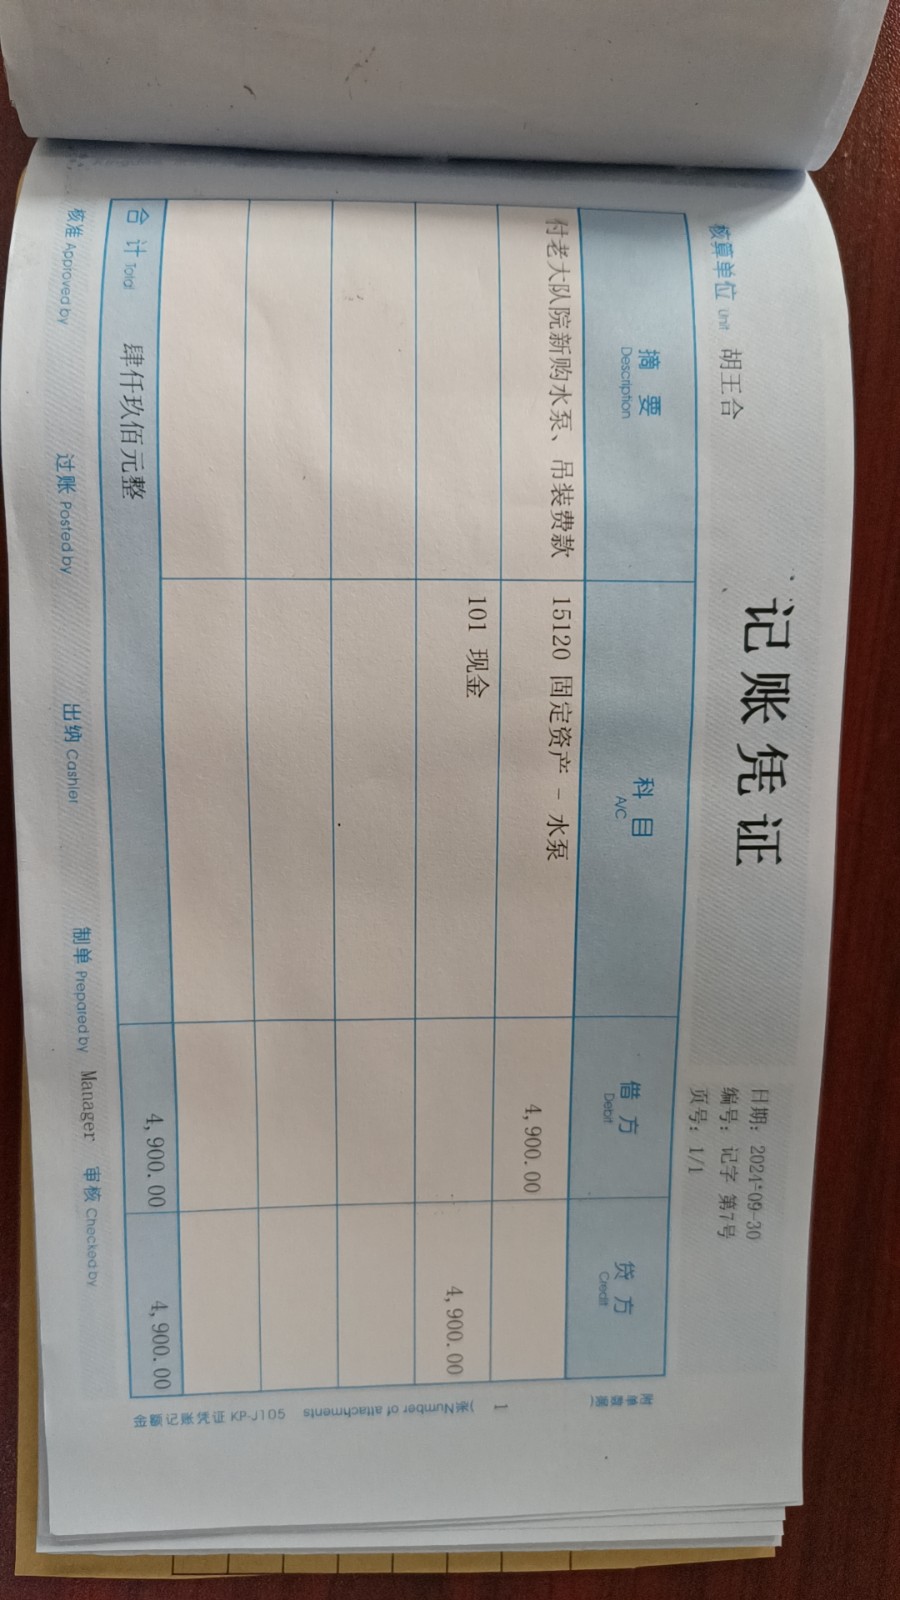 记账凭证
核算单位 Unit 胡王合
日期: 2024-09-30
编号: 记字 第7号
页号: 1/1
摘要 Description 科目 A/C 借方 Debit 贷方 Credit
付老大队院新购水泵、吊装费款 15120 固定资产 - 水泵 4,900.00
101 现金 4,900.00
合计 Total 肆仟玖佰元整 4,900.00 4,900.00
附单数据( 1 )张 Number of attachments
金额记账凭证 KP-J105
核准 Approved by 过账 Posted by 出纳 Cashier 制单 Prepared by Manager 审核 Checked by